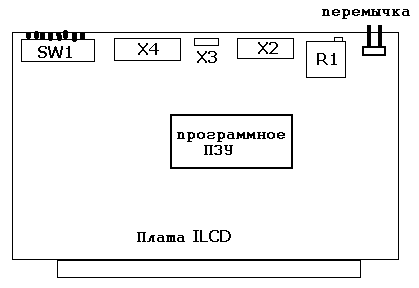 перемычка
SW1 X4 X3 X2 R1
программное
ПЗУ
Плата ILCD